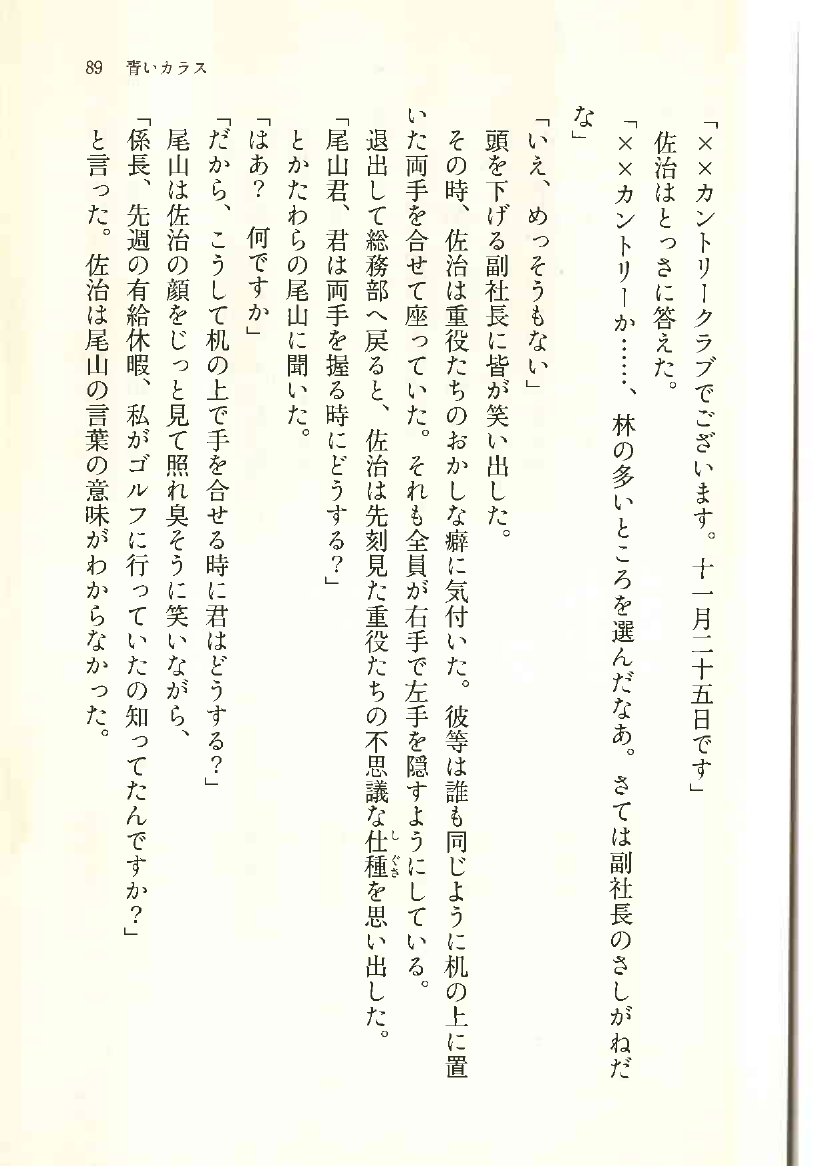 89　青いカラス
「××カントリークラブでございます。十一月二十五日です」
佐治はとっさに答えた。
「××カントリーか……、林の多いところを選んだなあ。さては副社長のさしがねだ
な」
「いえ、めっそうもない」
頭を下げる副社長に皆が笑い出した。
その時、佐治は重役たちのおかしな癖に気付いた。彼等は誰も同じように机の上に置
いた両手を合せて座っていた。それも全員が右手で左手を隠すようにしている。
退出して総務部へ戻ると、佐治は先刻見た重役たちの不思議な仕種を思い出した。
「尾山君、君は両手を握る時にどうする？」
とかたわらの尾山に聞いた。
「はあ？　何ですか」
「だから、こうして机の上で手を合せる時に君はどうする？」
尾山は佐治の顔をじっと見て照れ臭そうに笑いながら、
「係長、先週の有給休暇、私がゴルフに行っていたの知ってたんですか？」
と言った。佐治は尾山の言葉の意味がわからなかった。